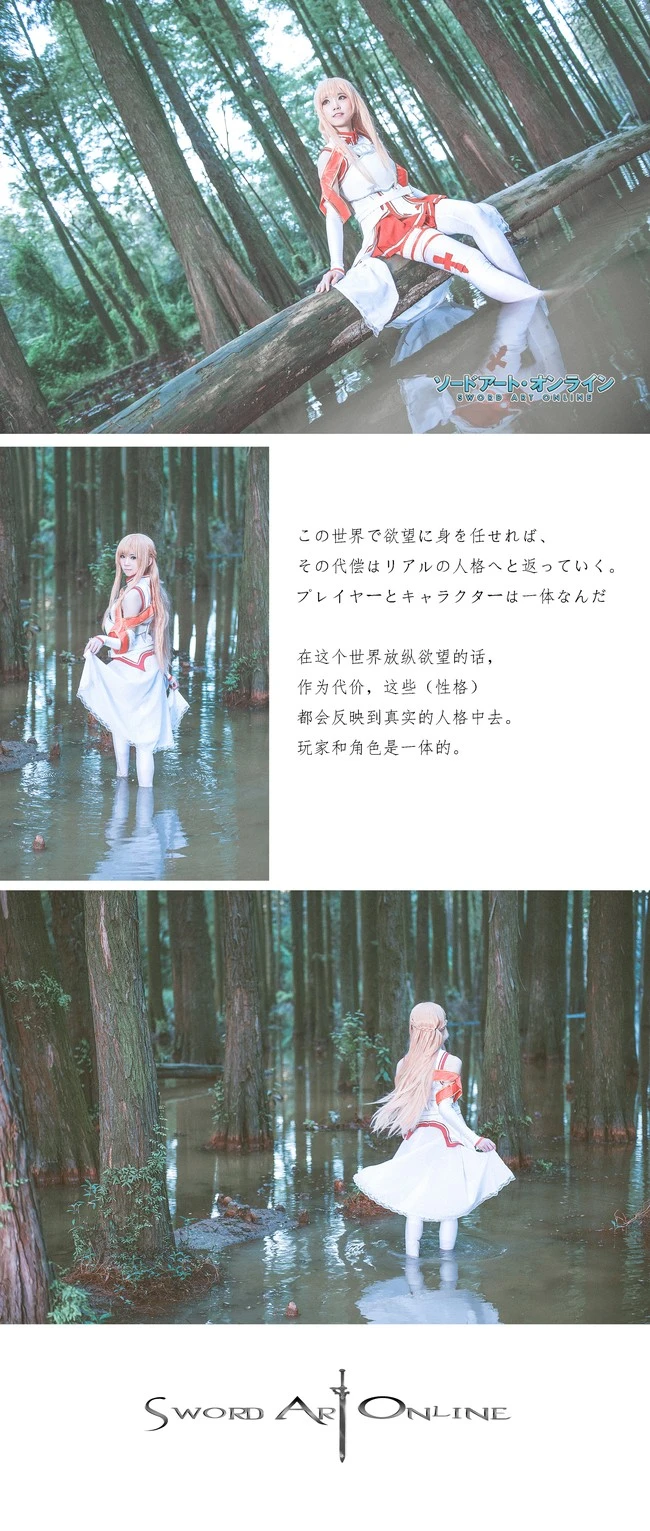 ソードアート・オンライン
SWORD ART ONLINE
この世界で欲望に身を任せれば、
その代償はリアルの人格へと返っていく。
プレイヤーとキャラクターは一体なんだ
在这个世界放纵欲望的话，
作为代价，这些（性格）
都会反映到真实的人格中去。
玩家和角色是一体的。
SWORD ART ONLINE